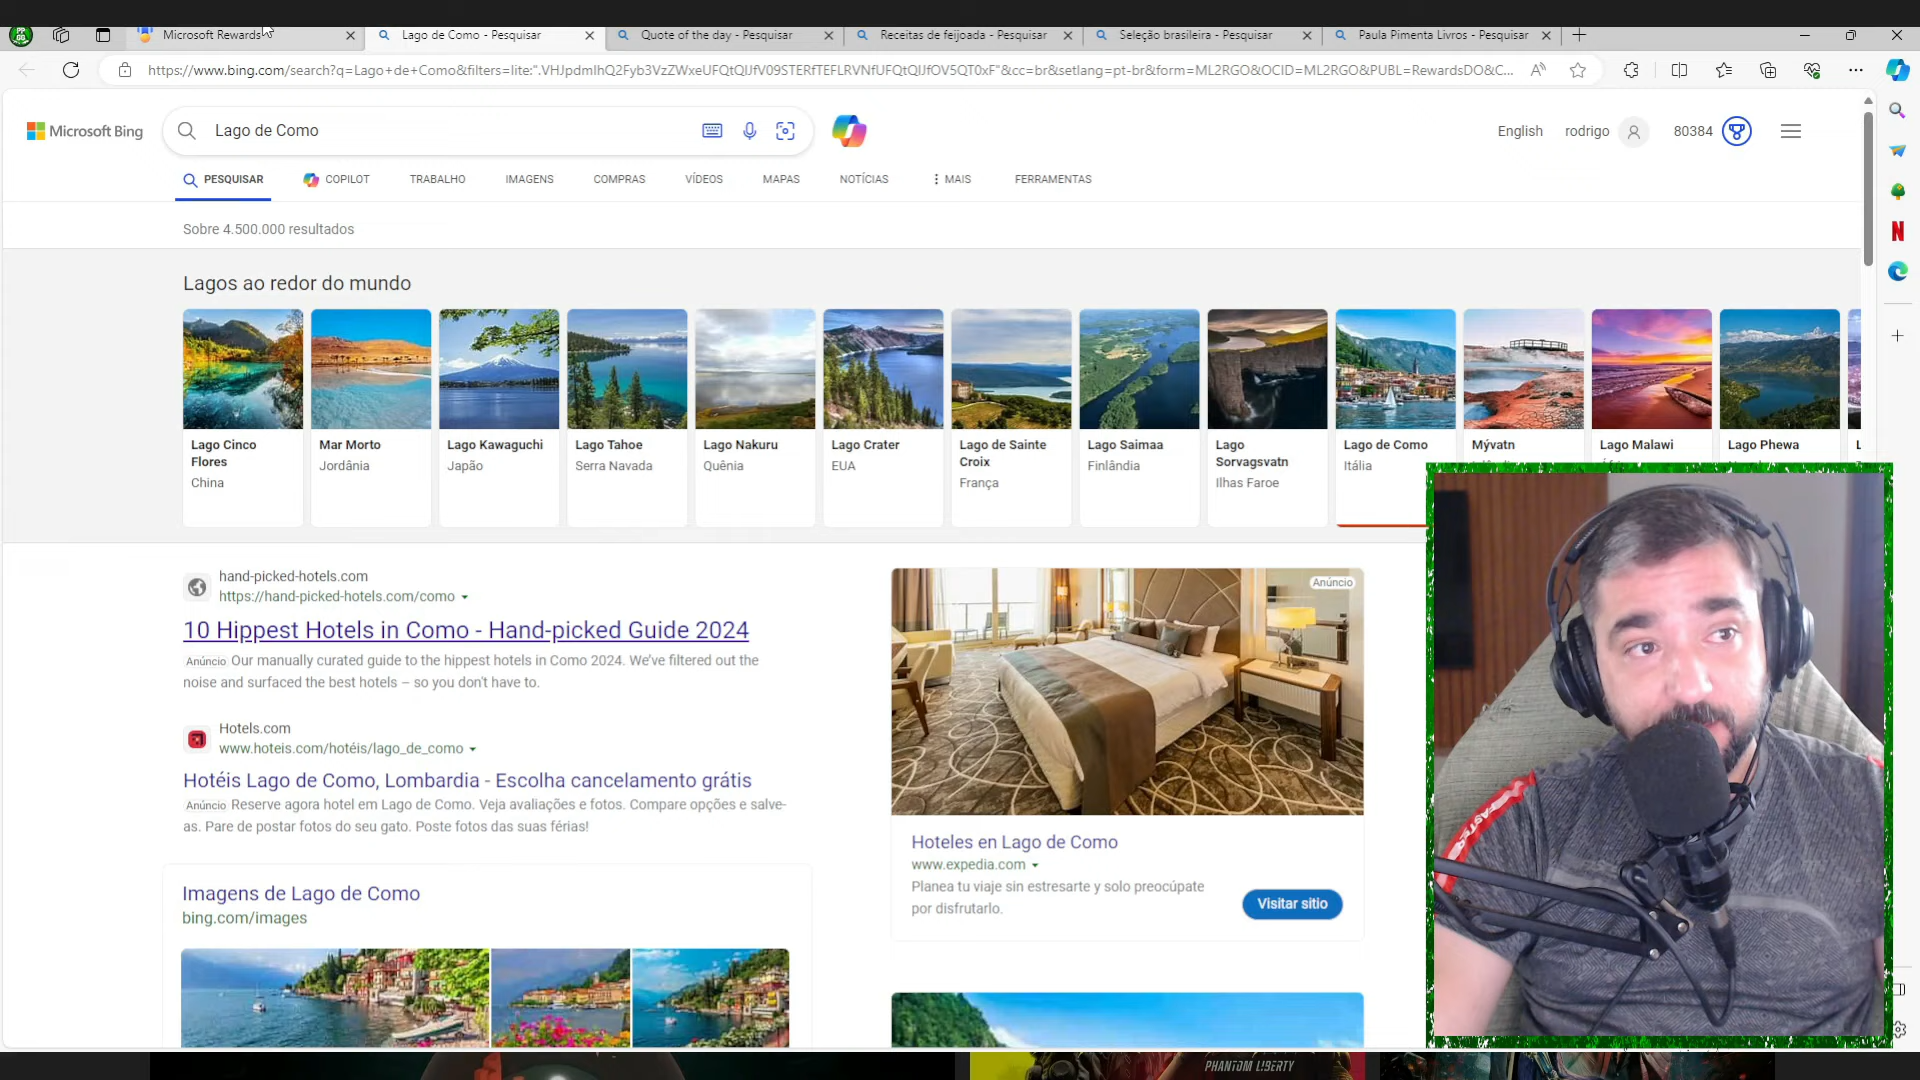 Microsoft Rewards
Lago de Como - Pesquisar
Quote of the day - Pesquisar
Receitas de feijoada - Pesquisar
Seleção brasileira - Pesquisar
Paula Pimenta Livros - Pesquisar
Microsoft Bing
Lago de Como
English
rodrigo
80384
PESQUISAR
COPILOT
TRABALHO
IMAGENS
COMPRAS
VÍDEOS
MAPAS
NOTÍCIAS
MAIS
FERRAMENTAS
Sobre 4.500.000 resultados
Lagos ao redor do mundo
Lago Cinco
Flores
China
Mar Morto
Jordânia
Lago Kawaguchi
Japão
Lago Tahoe
Serra Navada
Lago Nakuru
Quênia
Lago Crater
EUA
Lago de Sainte
Croix
França
Lago Saimaa
Finlândia
Lago
Sorvagsvatn
Ilhas Faroe
Lago de Como
Itália
Mývatn
Lago Malawi
Lago Phewa
hand-picked-hotels.com
https://hand-picked-hotels.com/como
10 Hippest Hotels in Como - Hand-picked Guide 2024
Anúncio Our manually curated guide to the hippest hotels in Como 2024. We've filtered out the
noise and surfaced the best hotels – so you don't have to.
Hotels.com
www.hoteis.com/hotéis/lago_de_como
Hotéis Lago de Como, Lombardia - Escolha cancelamento grátis
Anúncio Reserve agora hotel em Lago de Como. Veja avaliações e fotos. Compare opções e salve-
as. Pare de postar fotos do seu gato. Poste fotos das suas férias!
Imagens de Lago de Como
bing.com/images
Anúncio
Hoteles en Lago de Como
www.expedia.com
Planea tu viaje sin estresarte y solo preocúpate
por disfrutarlo.
Visitar sitio
PHANTOM LIBERTY